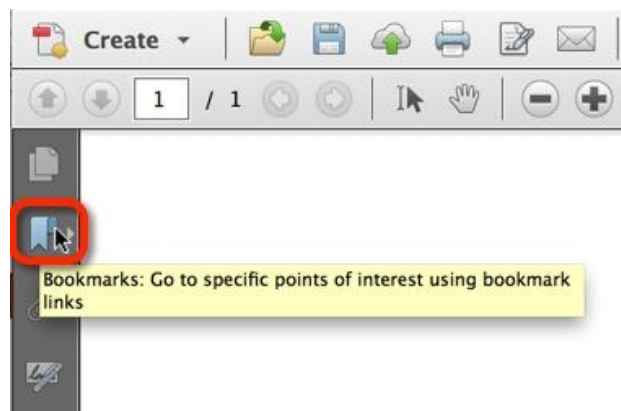 Create
1 / 1
Bookmarks: Go to specific points of interest using bookmark
links